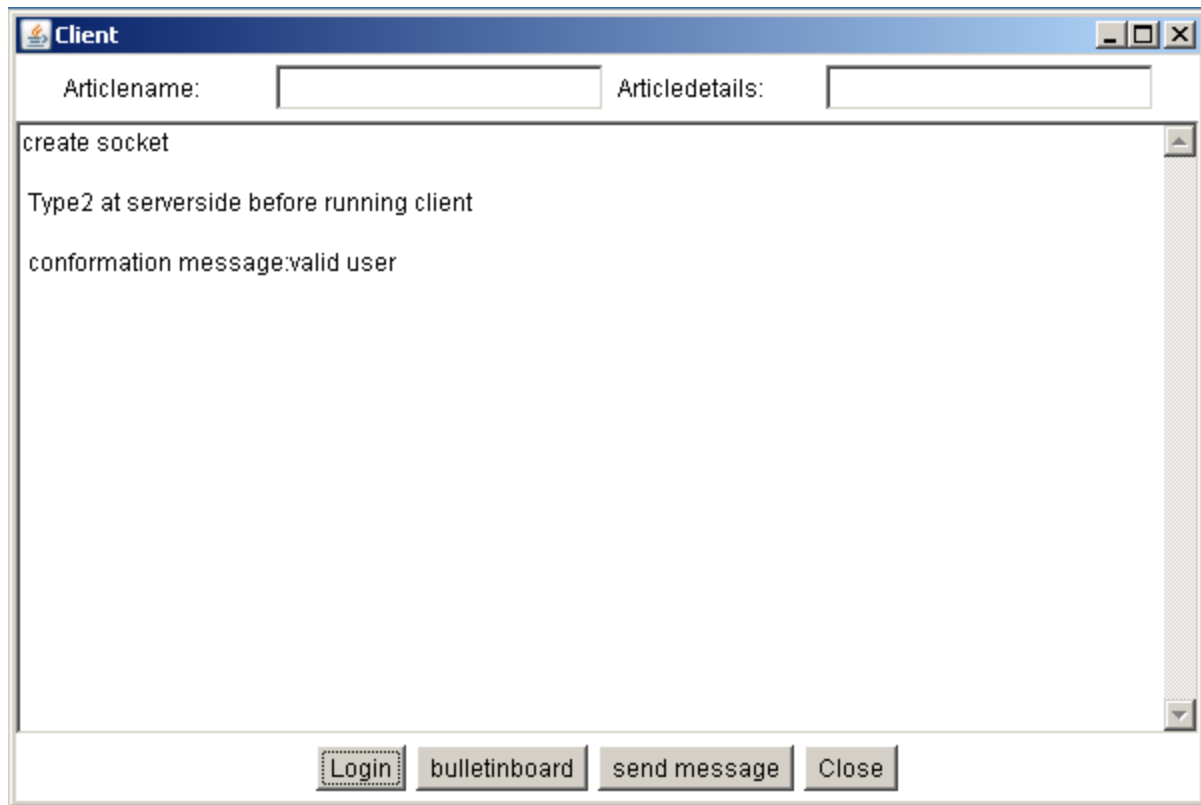 Client
Articlename: Articledetails:
create socket
Type2 at serverside before running client
conformation message:valid user
Login bulletinboard send message Close